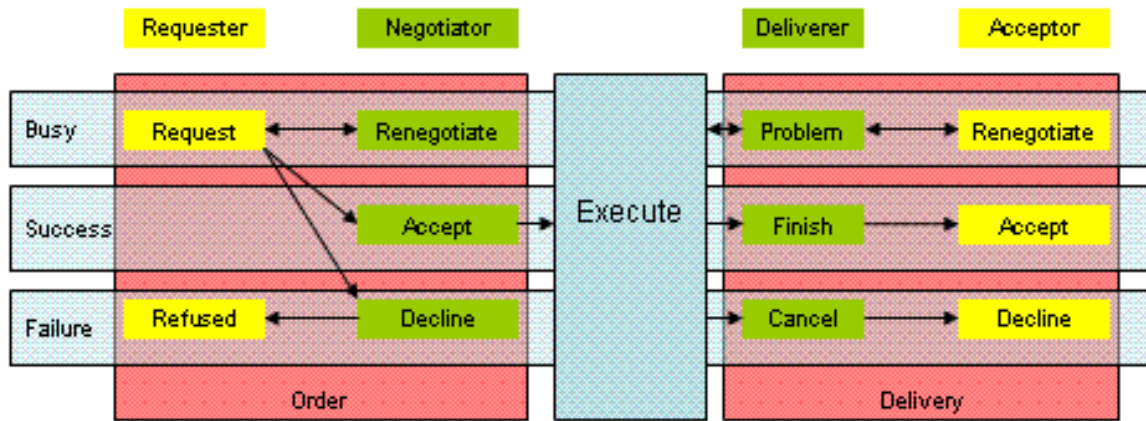 Requester
Negotiator
Deliverer
Acceptor
Busy
Request
Renegotiate
Problem
Renegotiate
Success
Accept
Execute
Finish
Accept
Failure
Refused
Decline
Cancel
Decline
Order
Delivery